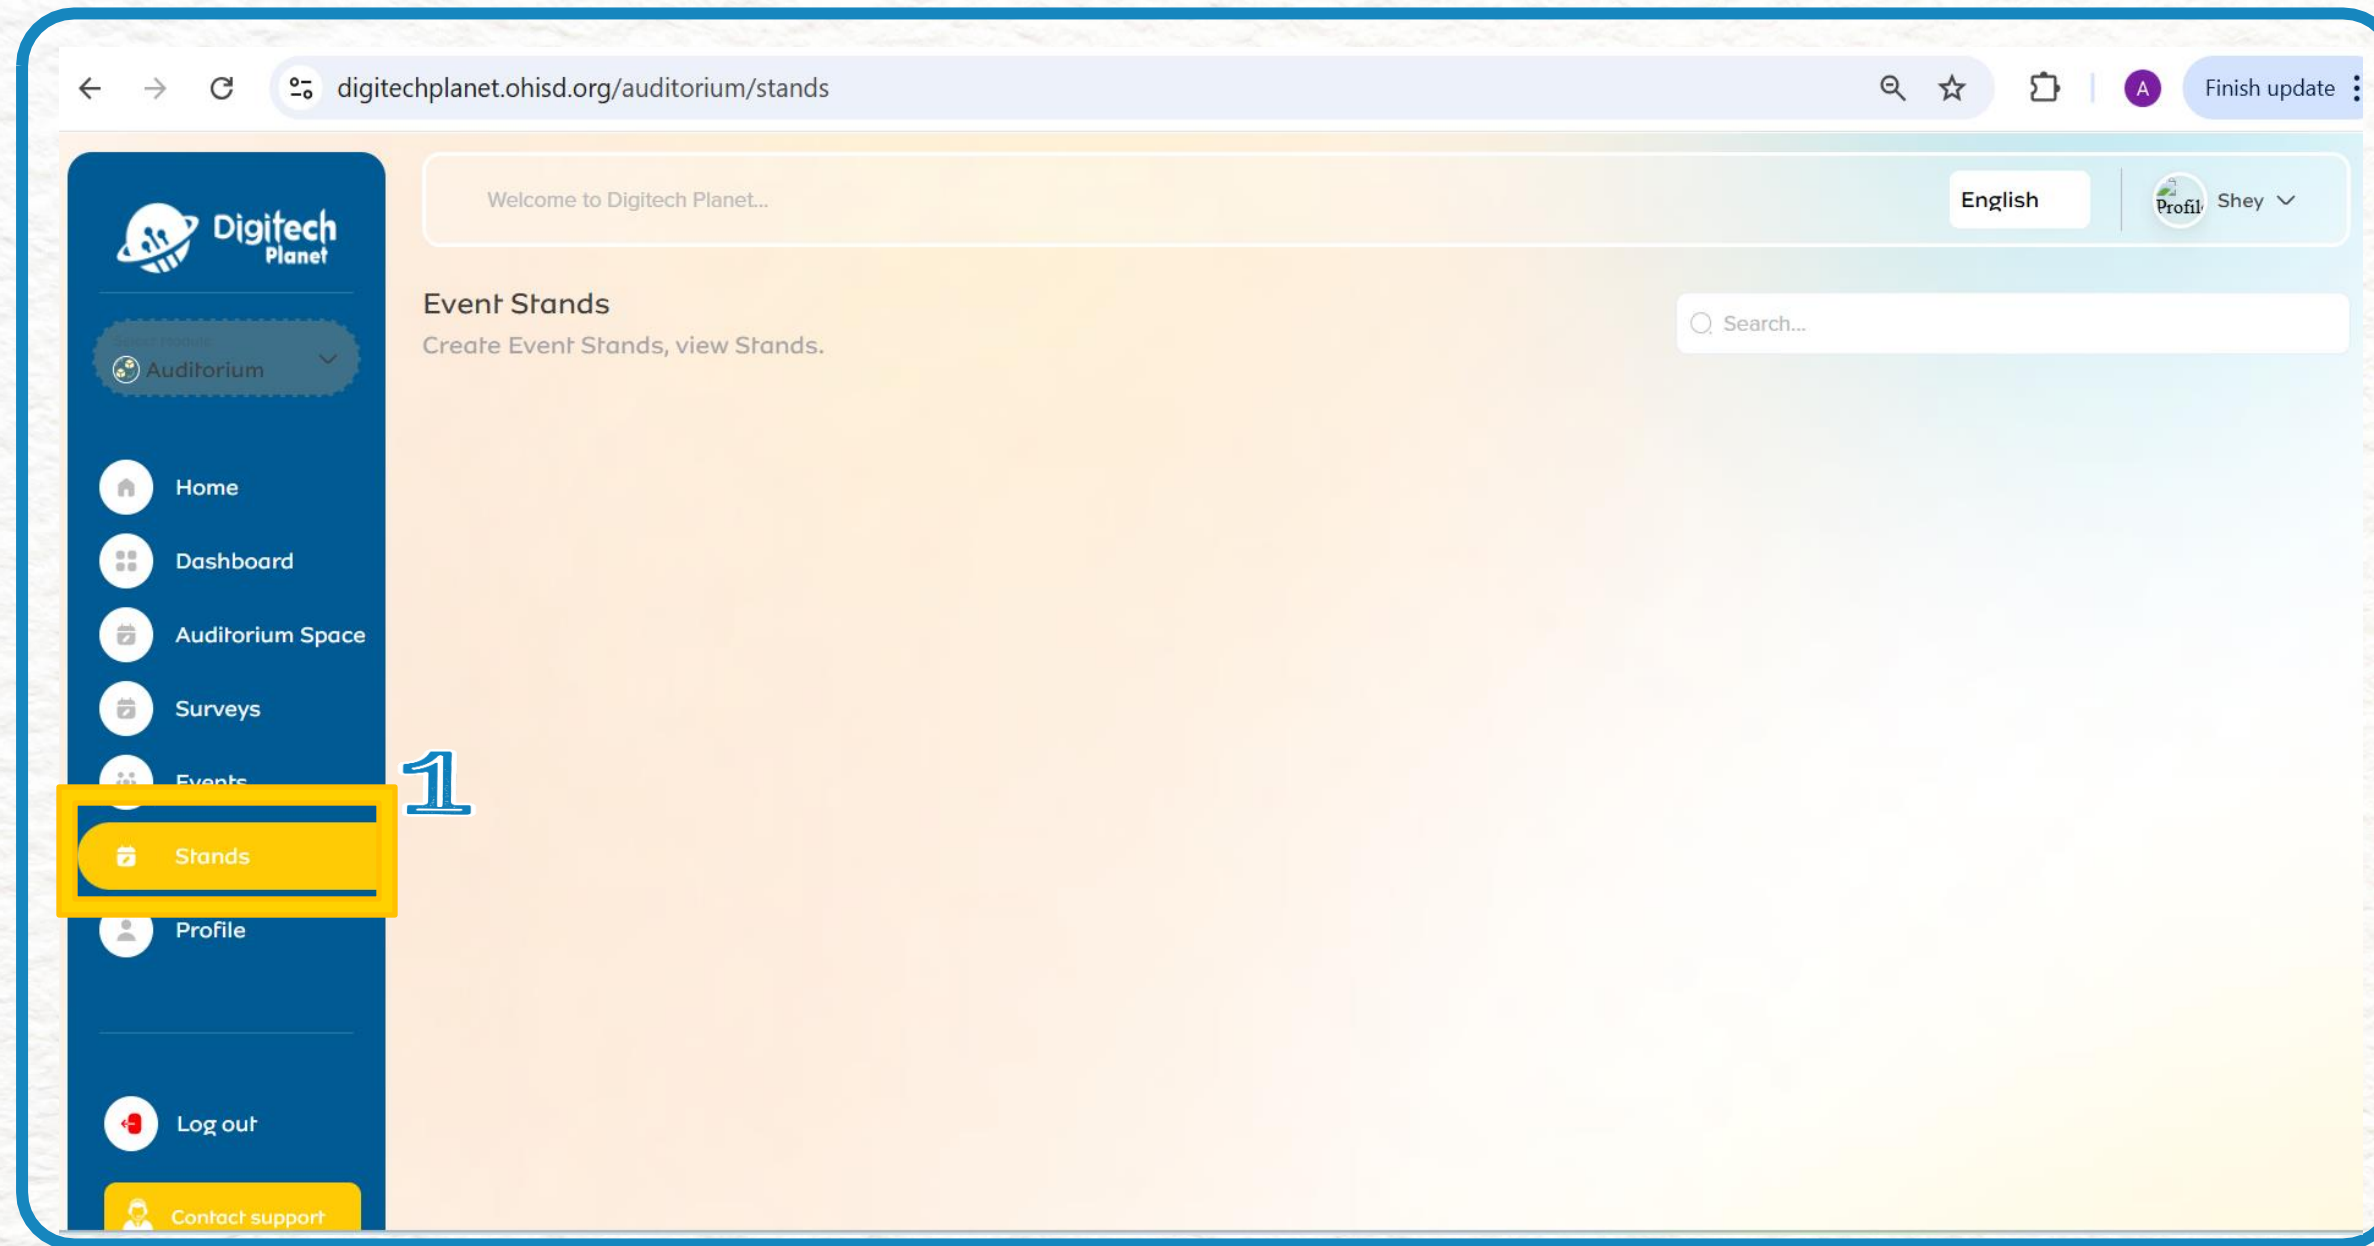 digitechplanet.ohisd.org/auditorium/stands
A
Finish update
Digitech
Planet
Welcome to Digitech Planet...
English
Profil
Shey
Event Stands
Create Event Stands, view Stands.
Search...
Auditorium
Home
Dashboard
Auditorium Space
Surveys
Events
1
Stands
Profile
Log out
Contact support